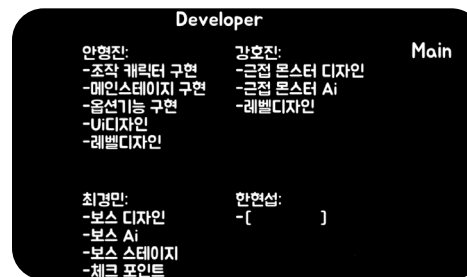 Developer
Main
안형진:
-조작 캐릭터 구현
-메인스테이지 구현
-옵션기능 구현
-Ui디자인
-레벨디자인
강호진:
-근접 몬스터 디자인
-근접 몬스터 Ai
-레벨디자인
최경민:
-보스 디자인
-보스 Ai
-보스 스테이지
-체크 포인트
한현섭:
-[ ]